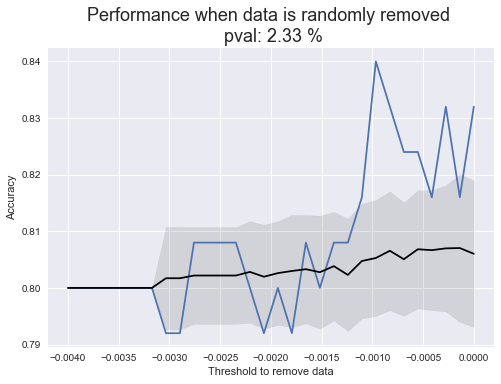 Performance when data is randomly removed
pval: 2.33 %
0.84
0.83
0.82
0.81
0.80
0.79
Accuracy
−0.0040 −0.0035 −0.0030 −0.0025 −0.0020 −0.0015 −0.0010 −0.0005 0.0000
Threshold to remove data